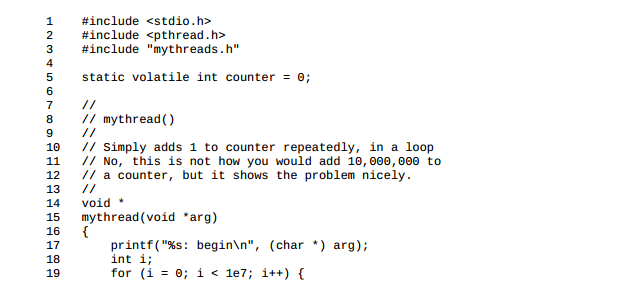 1 #include <stdio.h>
2 #include <pthread.h>
3 #include "mythreads.h"
4
5 static volatile int counter = 0;
6
7 //
8 // mythread()
9 //
10 // Simply adds 1 to counter repeatedly, in a loop
11 // No, this is not how you would add 10,000,000 to
12 // a counter, but it shows the problem nicely.
13 //
14 void *
15 mythread(void *arg)
16 {
17     printf("%s: begin\n", (char *) arg);
18     int i;
19     for (i = 0; i < 1e7; i++) {